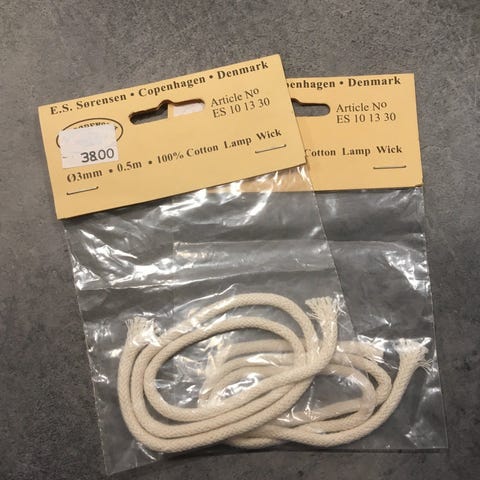 E.S. Sørensen • Copenhagen • Denmark
Article No
ES 10 13 30
38.00
Ø3mm • 0.5m • 100% Cotton Lamp Wick
penhagen • Denmark
Article No
ES 10 13 30
Cotton Lamp Wick